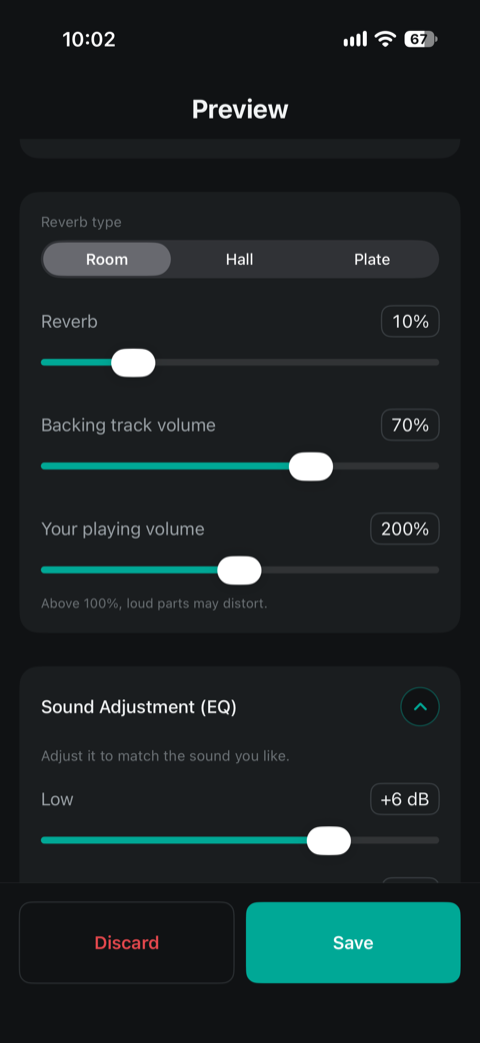 10:02
67
Preview
Reverb type
Room
Hall
Plate
Reverb
10%
Backing track volume
70%
Your playing volume
200%
Above 100%, loud parts may distort.
Sound Adjustment (EQ)
Adjust it to match the sound you like.
Low
+6 dB
Discard
Save